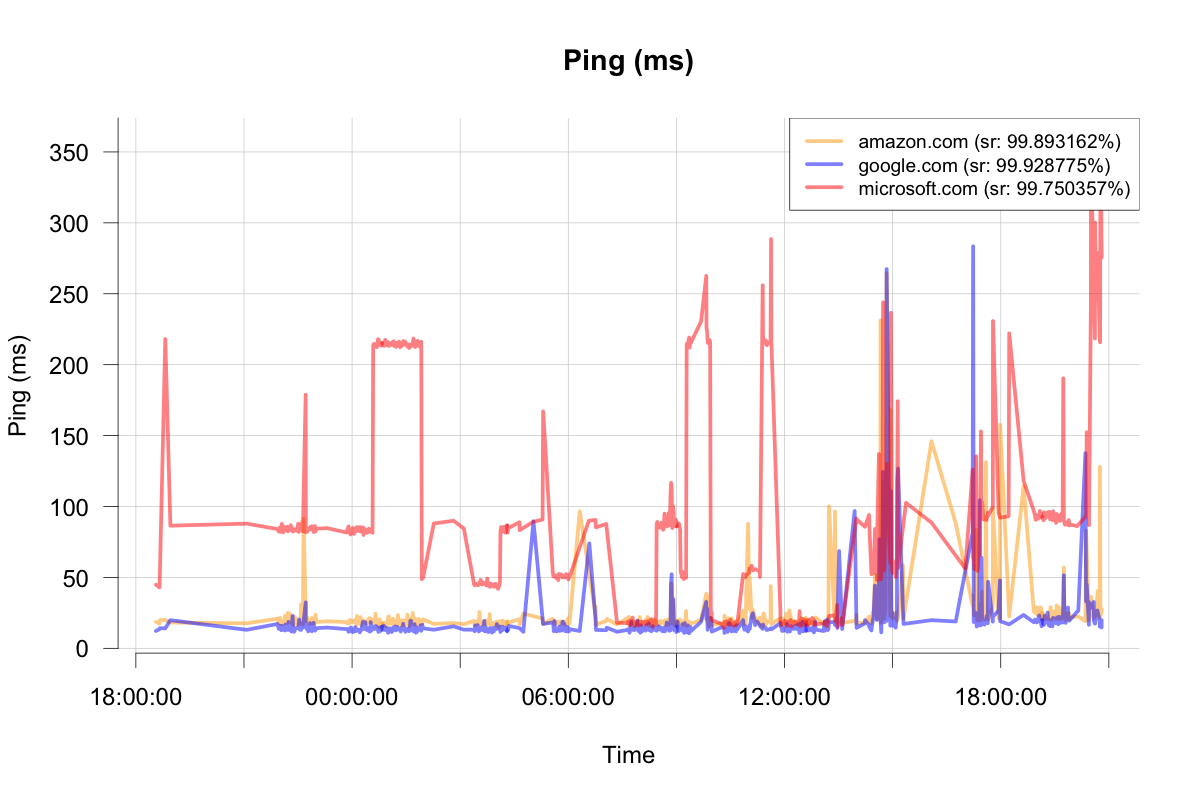 Ping (ms)
amazon.com (sr: 99.893162%)
google.com (sr: 99.928775%)
microsoft.com (sr: 99.750357%)
350
300
250
200
150
100
50
0
Ping (ms)
18:00:00 00:00:00 06:00:00 12:00:00 18:00:00
Time